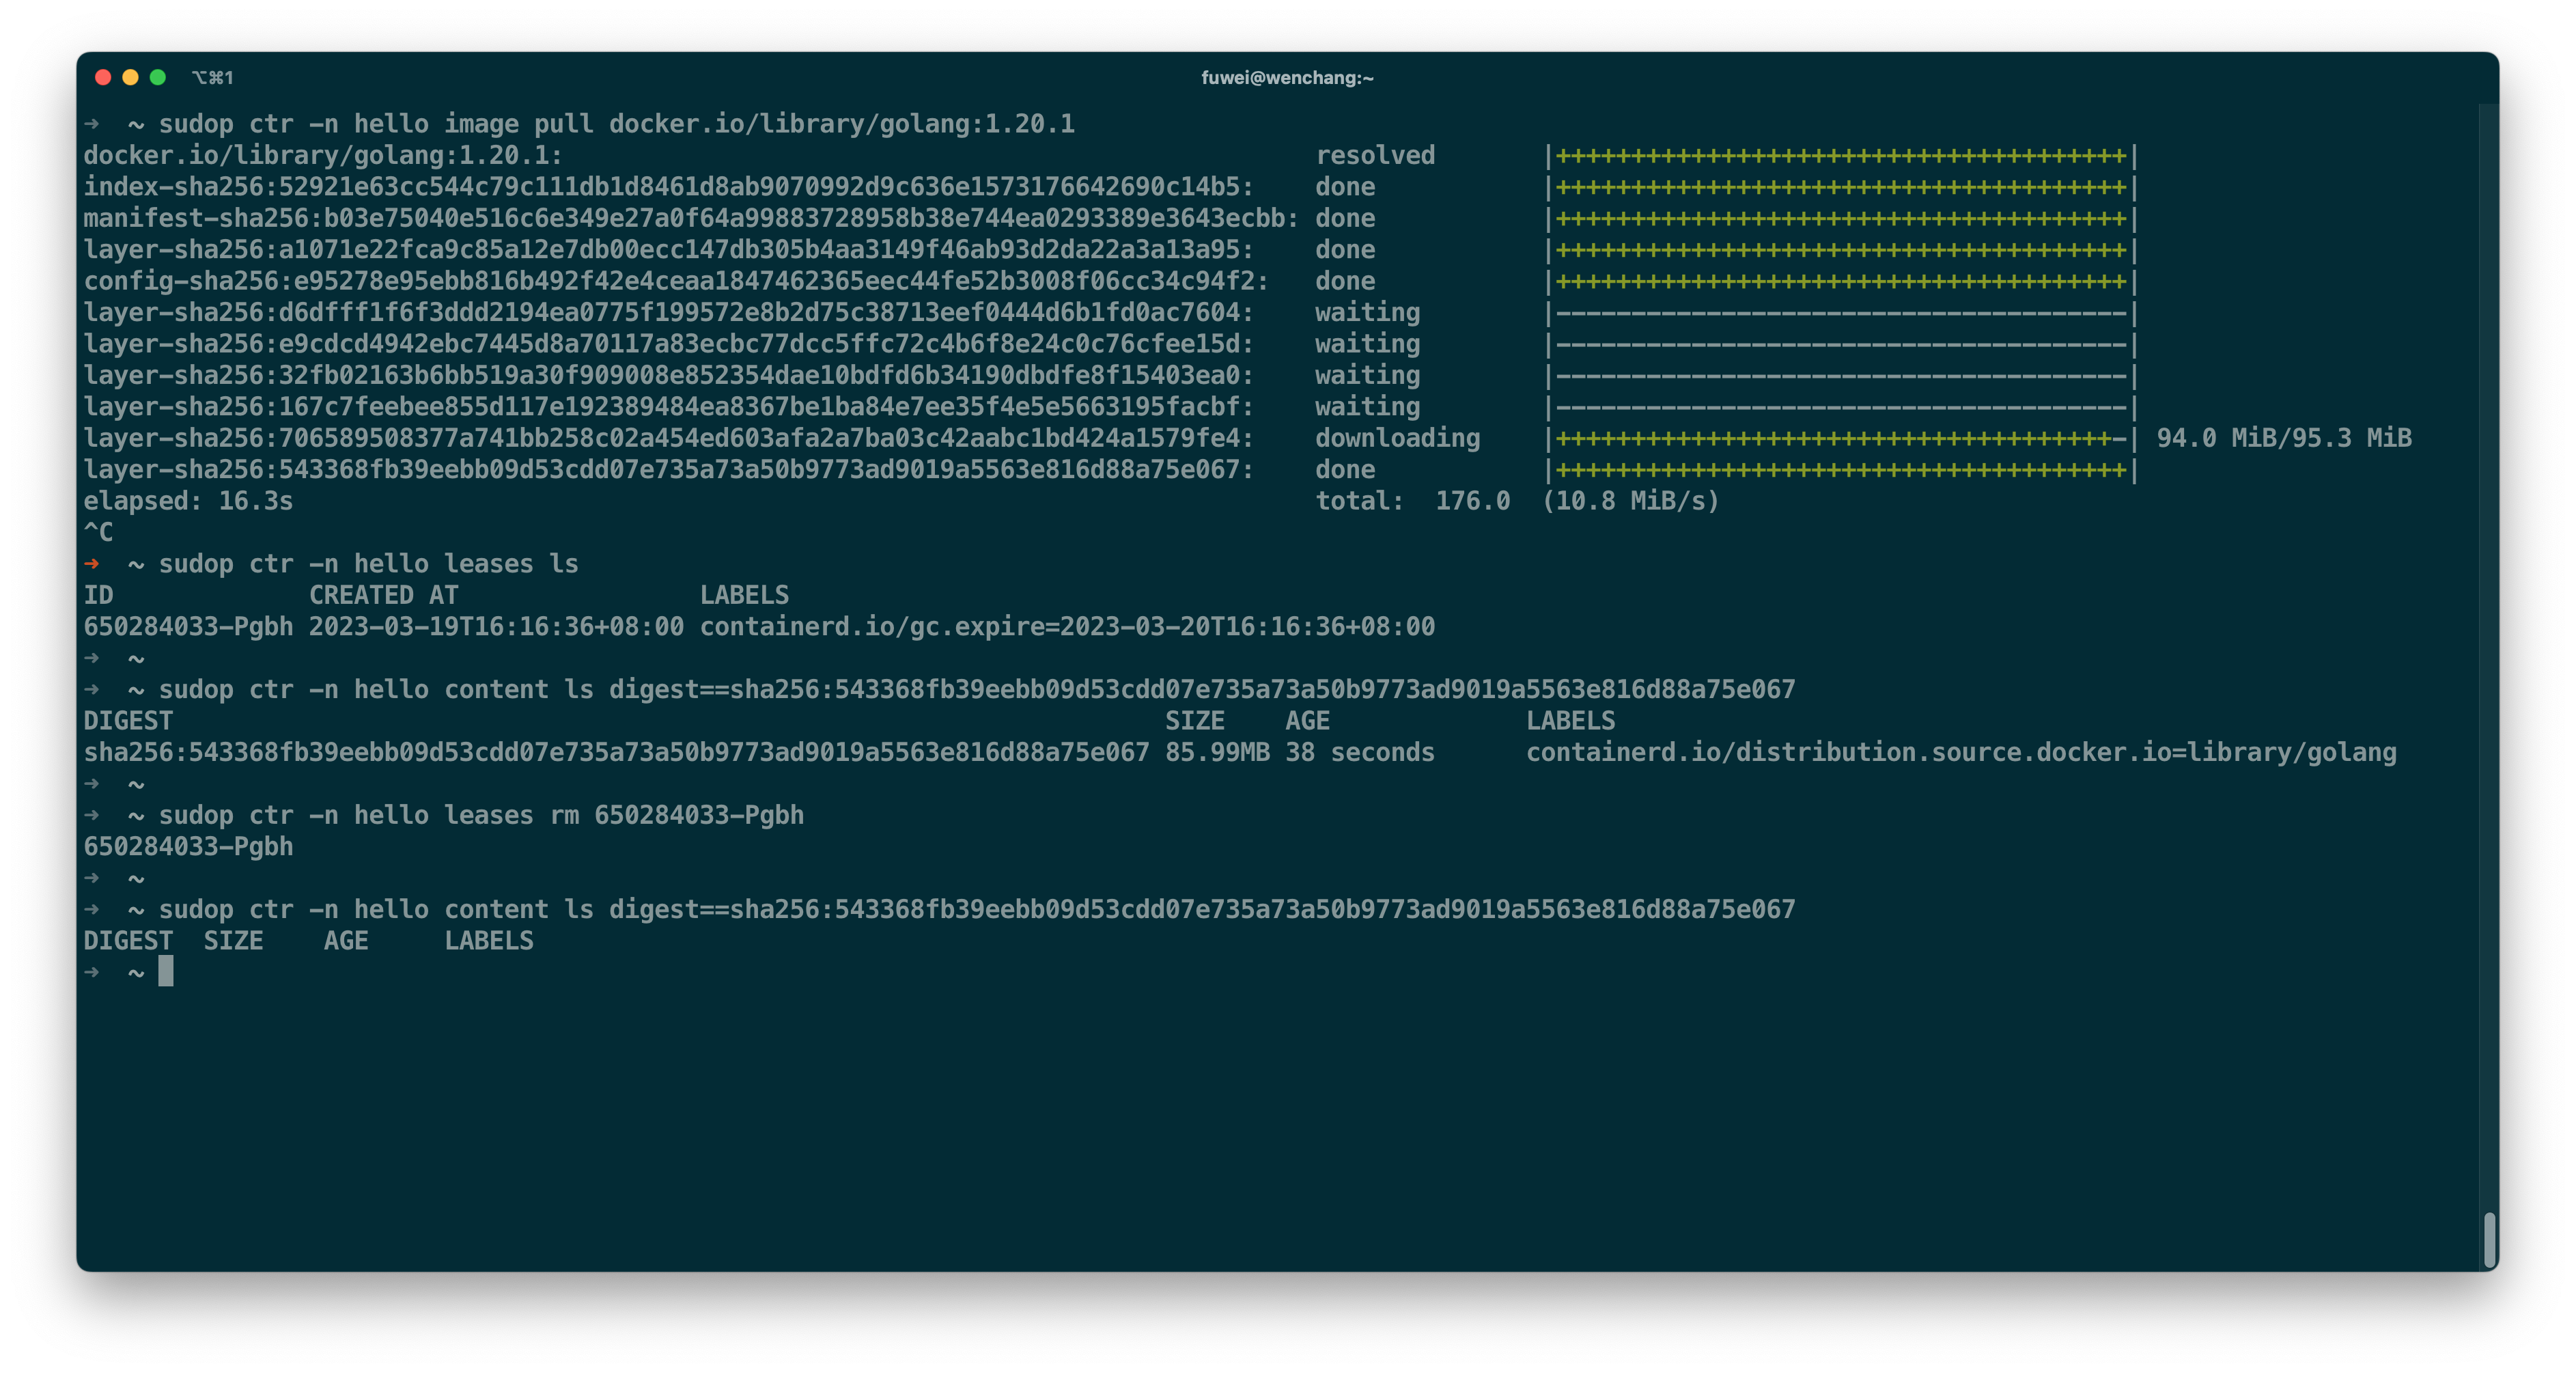 ⌥⌘1
fuwei@wenchang:~
➜  ~ sudop ctr -n hello image pull docker.io/library/golang:1.20.1
docker.io/library/golang:1.20.1: resolved |++++++++++++++++++++++++++++++++++++++|
index-sha256:52921e63cc544c79c111db1d8461d8ab9070992d9c636e1573176642690c14b5: done |++++++++++++++++++++++++++++++++++++++|
manifest-sha256:b03e75040e516c6e349e27a0f64a99883728958b38e744ea0293389e3643ecbb: done |++++++++++++++++++++++++++++++++++++++|
layer-sha256:a1071e22fca9c85a12e7db00ecc147db305b4aa3149f46ab93d2da22a3a13a95: done |++++++++++++++++++++++++++++++++++++++|
config-sha256:e95278e95ebb816b492f42e4ceaa1847462365eec44fe52b3008f06cc34c94f2: done |++++++++++++++++++++++++++++++++++++++|
layer-sha256:d6dfff1f6f3ddd2194ea0775f199572e8b2d75c38713eef0444d6b1fd0ac7604: waiting |--------------------------------------|
layer-sha256:e9cdcd4942ebc7445d8a70117a83ecbc77dcc5ffc72c4b6f8e24c0c76cfee15d: waiting |--------------------------------------|
layer-sha256:32fb02163b6bb519a30f909008e852354dae10bdfd6b34190dbdfe8f15403ea0: waiting |--------------------------------------|
layer-sha256:167c7feebee855d117e192389484ea8367be1ba84e7ee35f4e5e5663195facbf: waiting |--------------------------------------|
layer-sha256:706589508377a741bb258c02a454ed603afa2a7ba03c42aabc1bd424a1579fe4: downloading |+++++++++++++++++++++++++++++++++++++-| 94.0 MiB/95.3 MiB
layer-sha256:543368fb39eebb09d53cdd07e735a73a50b9773ad9019a5563e816d88a75e067: done |++++++++++++++++++++++++++++++++++++++|
elapsed: 16.3s total:  176.0  (10.8 MiB/s)
^C
➜  ~ sudop ctr -n hello leases ls
ID CREATED AT LABELS
650284033-Pgbh 2023-03-19T16:16:36+08:00 containerd.io/gc.expire=2023-03-20T16:16:36+08:00
➜  ~
➜  ~ sudop ctr -n hello content ls digest==sha256:543368fb39eebb09d53cdd07e735a73a50b9773ad9019a5563e816d88a75e067
DIGEST SIZE AGE LABELS
sha256:543368fb39eebb09d53cdd07e735a73a50b9773ad9019a5563e816d88a75e067 85.99MB 38 seconds containerd.io/distribution.source.docker.io=library/golang
➜  ~
➜  ~ sudop ctr -n hello leases rm 650284033-Pgbh
650284033-Pgbh
➜  ~
➜  ~ sudop ctr -n hello content ls digest==sha256:543368fb39eebb09d53cdd07e735a73a50b9773ad9019a5563e816d88a75e067
DIGEST SIZE AGE LABELS
➜  ~